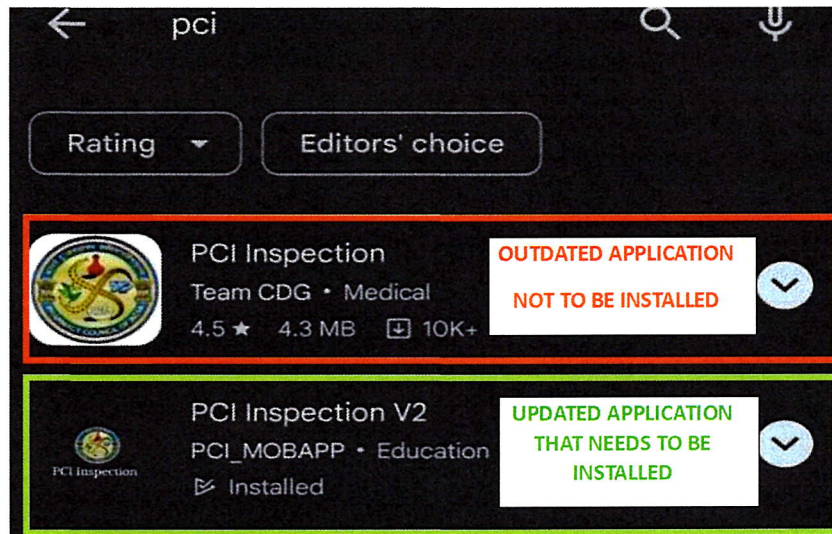 pci
Rating
Editors' choice
PCI Inspection
Team CDG • Medical
4.5 ★ 4.3 MB 10K+
OUTDATED APPLICATION
NOT TO BE INSTALLED
PCI Inspection V2
PCI_MOBAPP • Education
Installed
PCI Inspection
UPDATED APPLICATION
THAT NEEDS TO BE
INSTALLED